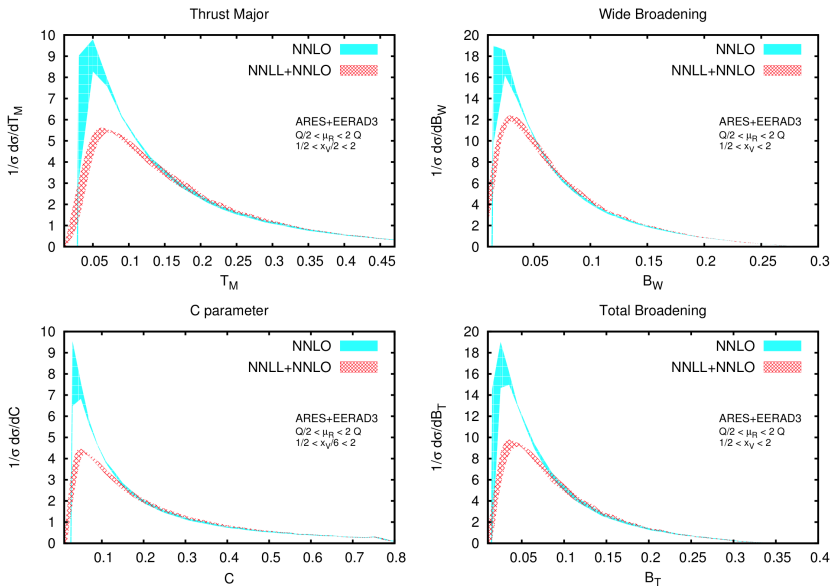 Thrust Major
10
9
8
7
6
5
4
3
2
1
0
1/σ dσ/dT_M
NNLO
NNLL+NNLO
ARES+EERAD3
Q/2 < μ_R < 2 Q
1/2 < x_V/2 < 2
0.05 0.1 0.15 0.2 0.25 0.3 0.35 0.4 0.45
T_M
Wide Broadening
20
18
16
14
12
10
8
6
4
2
0
1/σ dσ/dB_W
NNLO
NNLL+NNLO
ARES+EERAD3
Q/2 < μ_R < 2 Q
1/2 < x_V < 2
0.05 0.1 0.15 0.2 0.25 0.3
B_W
C parameter
10
9
8
7
6
5
4
3
2
1
0
1/σ dσ/dC
NNLO
NNLL+NNLO
ARES+EERAD3
Q/2 < μ_R < 2 Q
1/2 < x_V/6 < 2
0.1 0.2 0.3 0.4 0.5 0.6 0.7 0.8
C
Total Broadening
20
18
16
14
12
10
8
6
4
2
0
1/σ dσ/dB_T
NNLO
NNLL+NNLO
ARES+EERAD3
Q/2 < μ_R < 2 Q
1/2 < x_V < 2
0.05 0.1 0.15 0.2 0.25 0.3 0.35 0.4
B_T